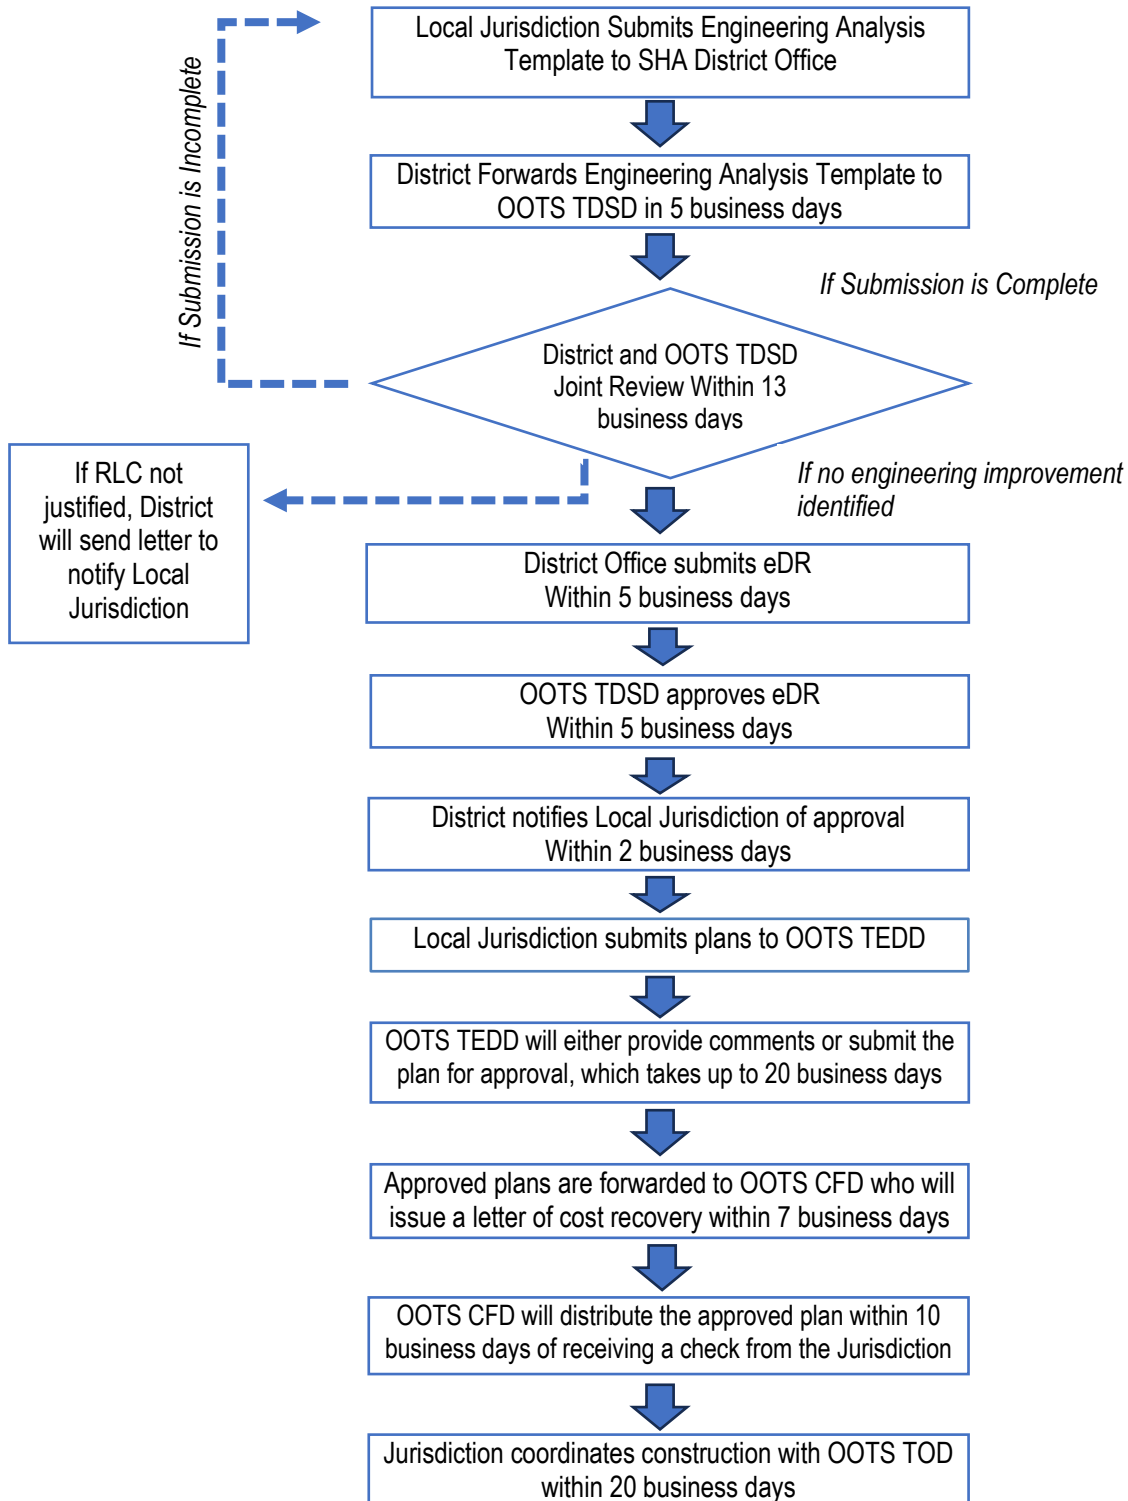 Local Jurisdiction Submits Engineering Analysis
Template to SHA District Office
If Submission is Incomplete
District Forwards Engineering Analysis Template to
OOTS TDSD in 5 business days
If Submission is Complete
District and OOTS TDSD
Joint Review Within 13
business days
If RLC not
justified, District
will send letter to
notify Local
Jurisdiction
If no engineering improvement
identified
District Office submits eDR
Within 5 business days
OOTS TDSD approves eDR
Within 5 business days
District notifies Local Jurisdiction of approval
Within 2 business days
Local Jurisdiction submits plans to OOTS TEDD
OOTS TEDD will either provide comments or submit the
plan for approval, which takes up to 20 business days
Approved plans are forwarded to OOTS CFD who will
issue a letter of cost recovery within 7 business days
OOTS CFD will distribute the approved plan within 10
business days of receiving a check from the Jurisdiction
Jurisdiction coordinates construction with OOTS TOD
within 20 business days